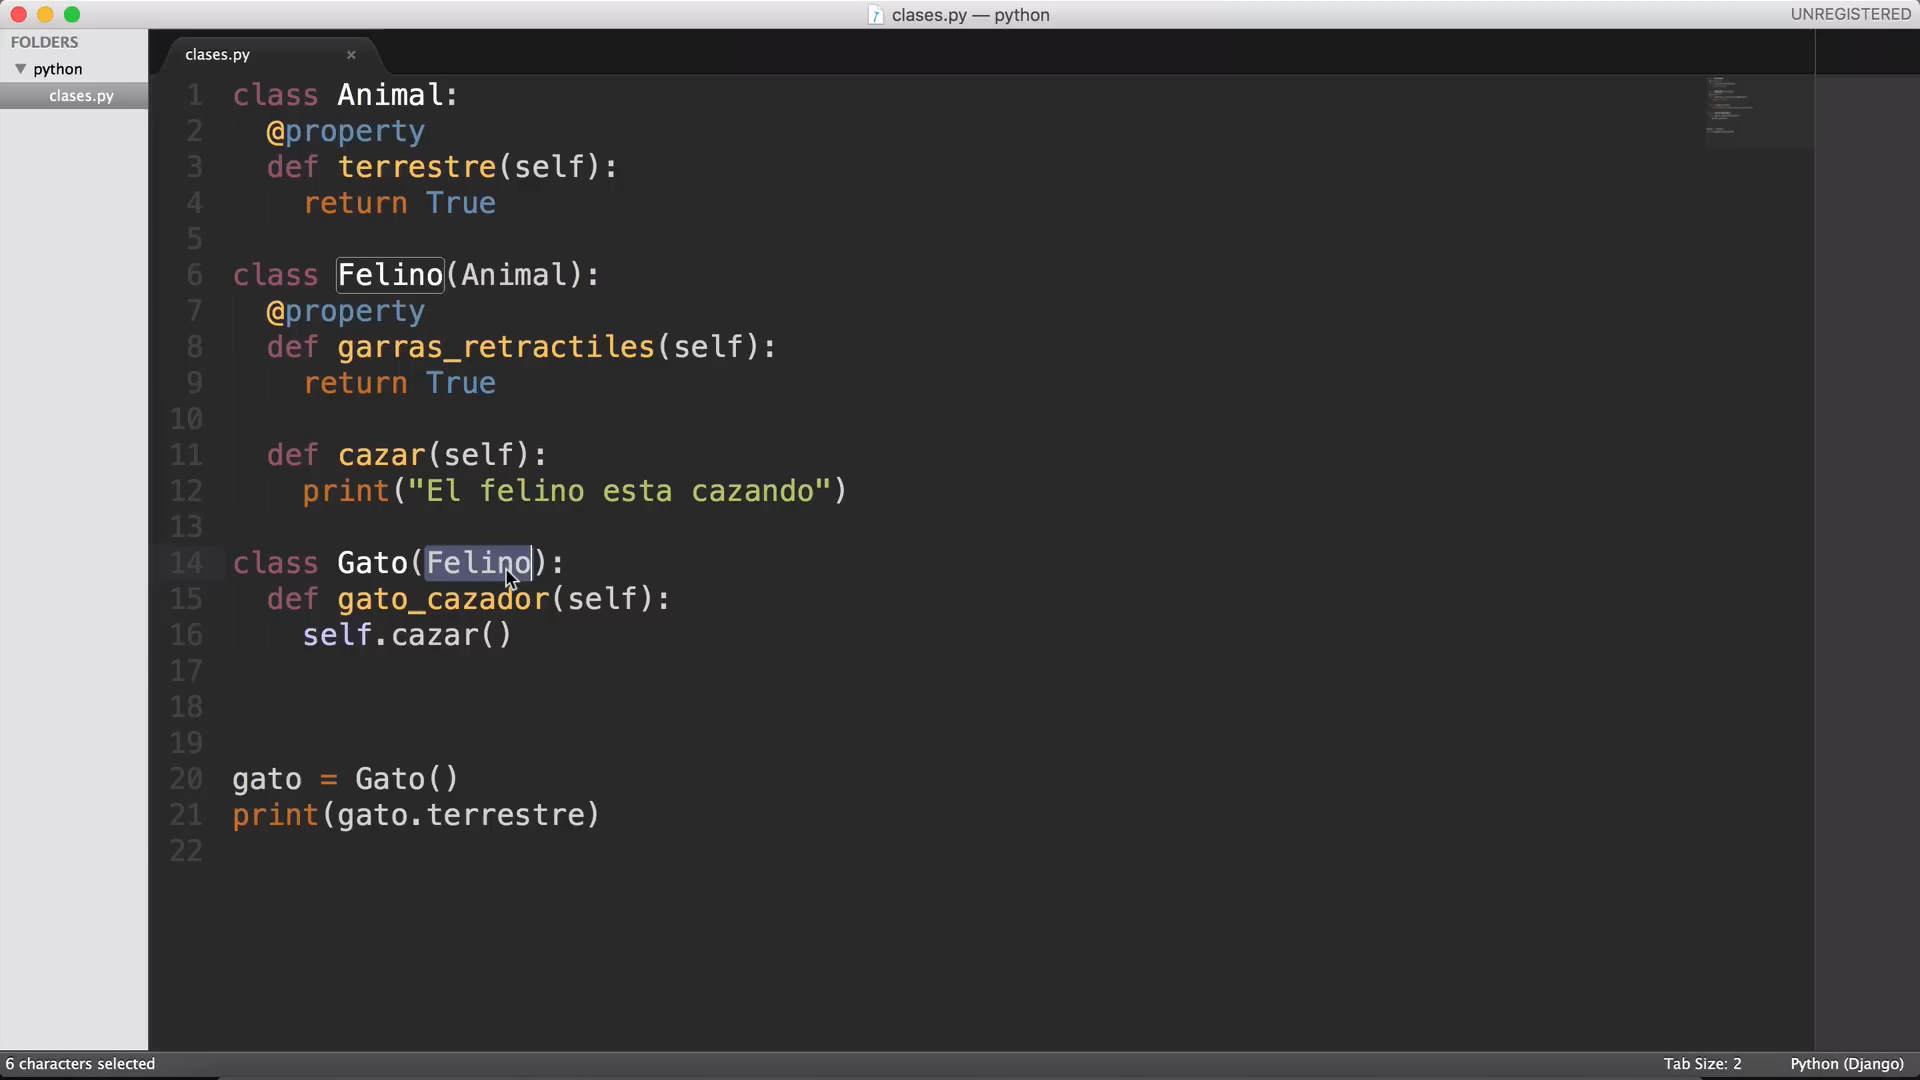 clases.py — python
UNREGISTERED
FOLDERS
python
clases.py
clases.py
1 class Animal:
2   @property
3   def terrestre(self):
4     return True
5
6 class Felino(Animal):
7   @property
8   def garras_retractiles(self):
9     return True
10
11   def cazar(self):
12     print("El felino esta cazando")
13
14 class Gato(Felino):
15   def gato_cazador(self):
16     self.cazar()
17
18
19
20 gato = Gato()
21 print(gato.terrestre)
22
6 characters selected
Tab Size: 2
Python (Django)